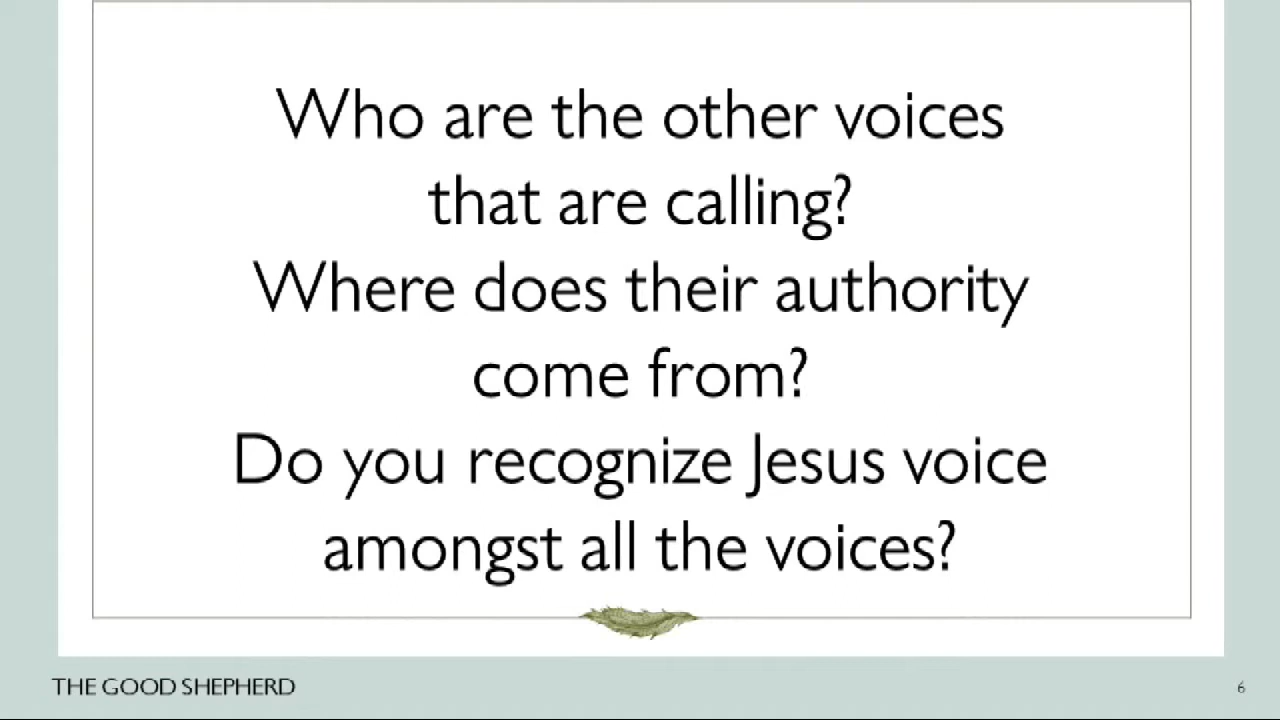 Who are the other voices
that are calling?
Where does their authority
come from?
Do you recognize Jesus voice
amongst all the voices?
THE GOOD SHEPHERD
6